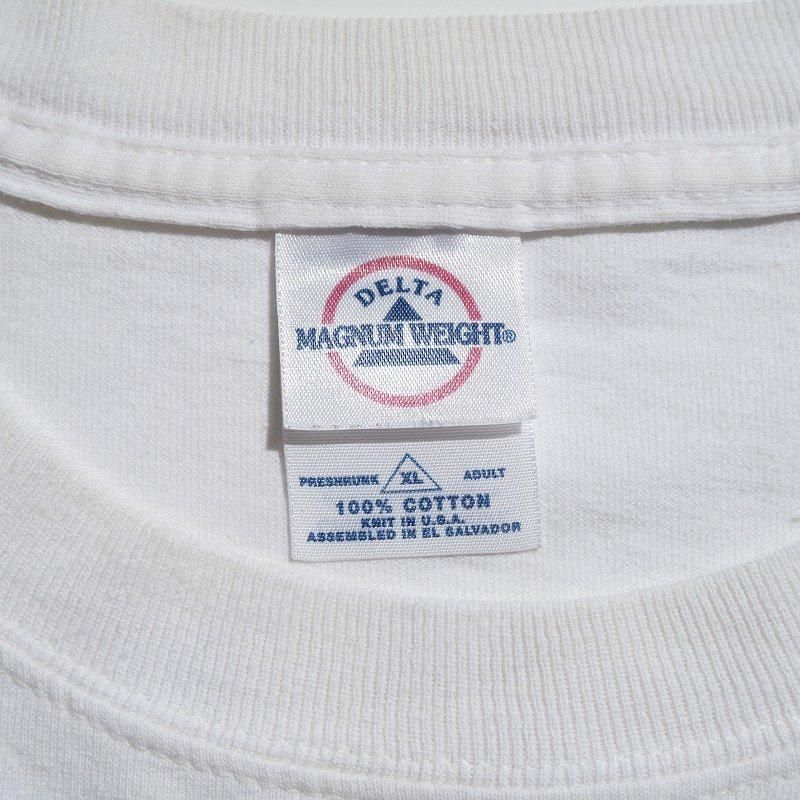 DELTA
MAGNUM WEIGHT®
PRESHRUNK XL ADULT
100% COTTON
KNIT IN U.S.A.
ASSEMBLED IN EL SALVADOR